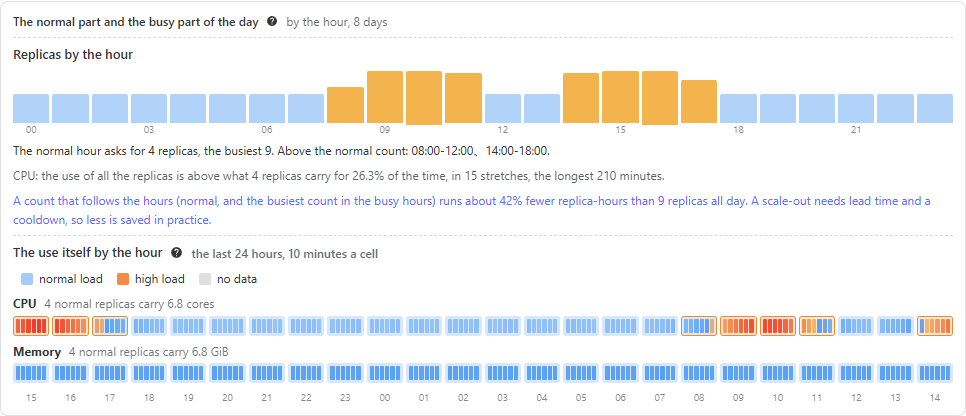 The normal part and the busy part of the day ? by the hour, 8 days
Replicas by the hour
00 03 06 09 12 15 18 21
The normal hour asks for 4 replicas, the busiest 9. Above the normal count: 08:00-12:00、14:00-18:00.
CPU: the use of all the replicas is above what 4 replicas carry for 26.3% of the time, in 15 stretches, the longest 210 minutes.
A count that follows the hours (normal, and the busiest count in the busy hours) runs about 42% fewer replica-hours than 9 replicas all day. A scale-out needs lead time and a
cooldown, so less is saved in practice.
The use itself by the hour ? the last 24 hours, 10 minutes a cell
normal load high load no data
CPU 4 normal replicas carry 6.8 cores
Memory 4 normal replicas carry 6.8 GiB
15 16 17 18 19 20 21 22 23 00 01 02 03 04 05 06 07 08 09 10 11 12 13 14